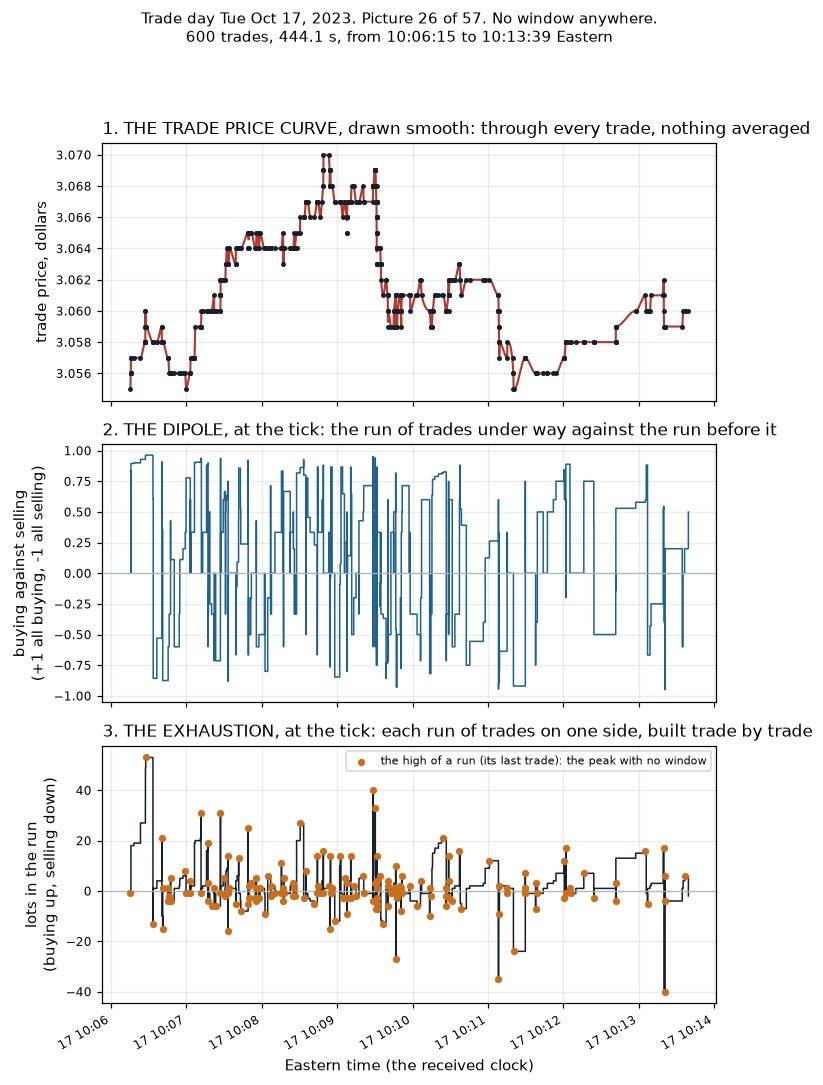 Trade day Tue Oct 17, 2023. Picture 26 of 57. No window anywhere.
600 trades, 444.1 s, from 10:06:15 to 10:13:39 Eastern
1. THE TRADE PRICE CURVE, drawn smooth: through every trade, nothing averaged
3.070
3.068
3.066
3.064
3.062
3.060
3.058
3.056
trade price, dollars
2. THE DIPOLE, at the tick: the run of trades under way against the run before it
1.00
0.75
0.50
0.25
0.00
−0.25
−0.50
−0.75
−1.00
buying against selling
(+1 all buying, -1 all selling)
3. THE EXHAUSTION, at the tick: each run of trades on one side, built trade by trade
the high of a run (its last trade): the peak with no window
40
20
0
−20
−40
lots in the run
(buying up, selling down)
17 10:06
17 10:07
17 10:08
17 10:09
17 10:10
17 10:11
17 10:12
17 10:13
17 10:14
Eastern time (the received clock)